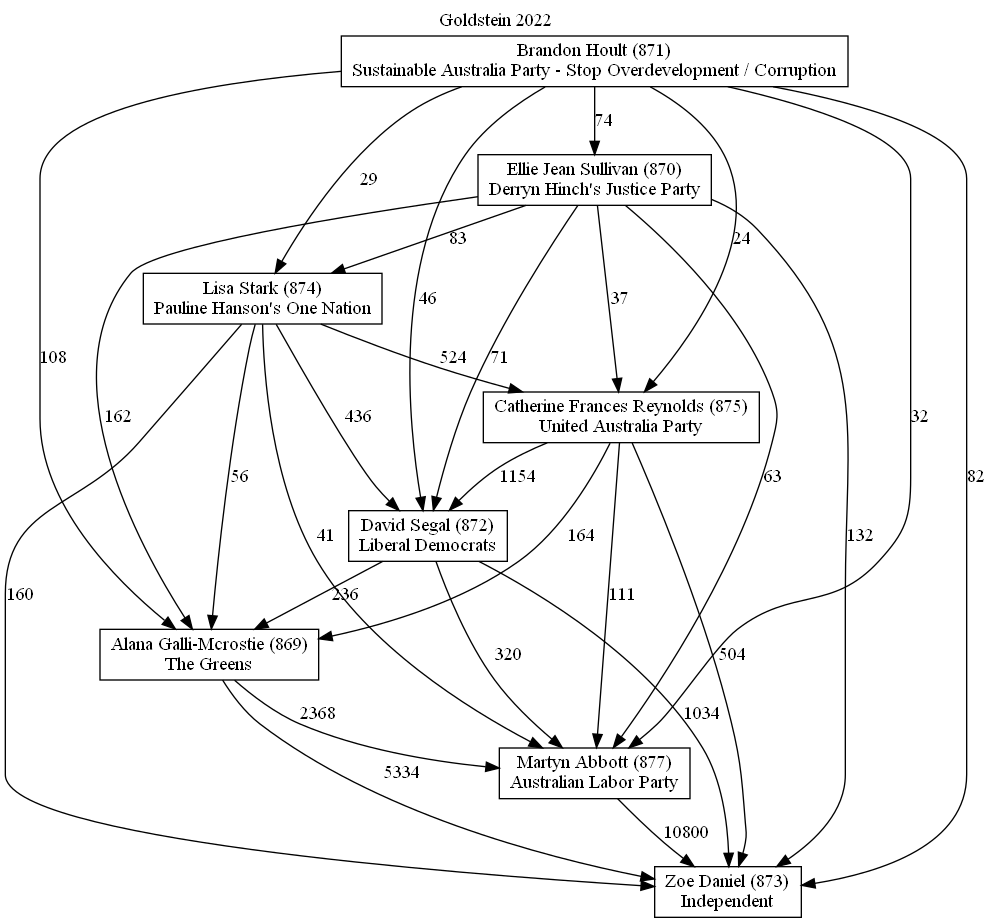 Goldstein 2022
Brandon Hoult (871)
Sustainable Australia Party - Stop Overdevelopment / Corruption
74
Ellie Jean Sullivan (870)
Derryn Hinch's Justice Party
29
83
24
Lisa Stark (874)
Pauline Hanson's One Nation
46
37
108
524
71
Catherine Frances Reynolds (875)
United Australia Party
162
436
32
56
1154
63
82
David Segal (872)
Liberal Democrats
41
164
132
160
236
111
Alana Galli-Mcrostie (869)
The Greens
320
504
2368
1034
Martyn Abbott (877)
Australian Labor Party
5334
10800
Zoe Daniel (873)
Independent